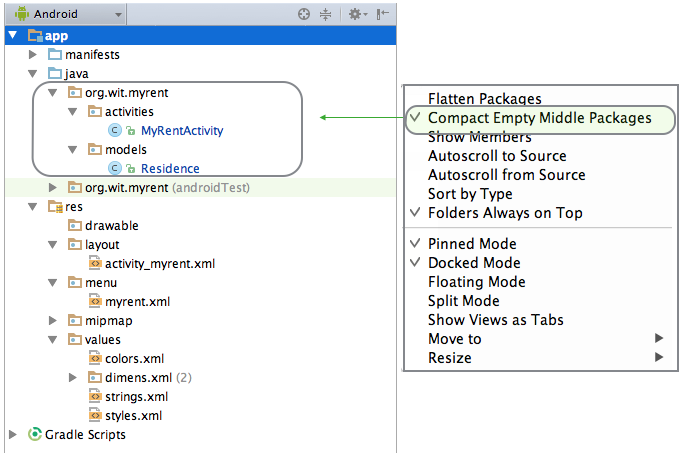 Android
app
manifests
java
org.wit.myrent
activities
MyRentActivity
models
Residence
org.wit.myrent (androidTest)
res
drawable
layout
activity_myrent.xml
menu
myrent.xml
mipmap
values
colors.xml
dimens.xml (2)
strings.xml
styles.xml
Gradle Scripts
Flatten Packages
Compact Empty Middle Packages
Show Members
Autoscroll to Source
Autoscroll from Source
Sort by Type
Folders Always on Top
Pinned Mode
Docked Mode
Floating Mode
Split Mode
Show Views as Tabs
Move to
Resize